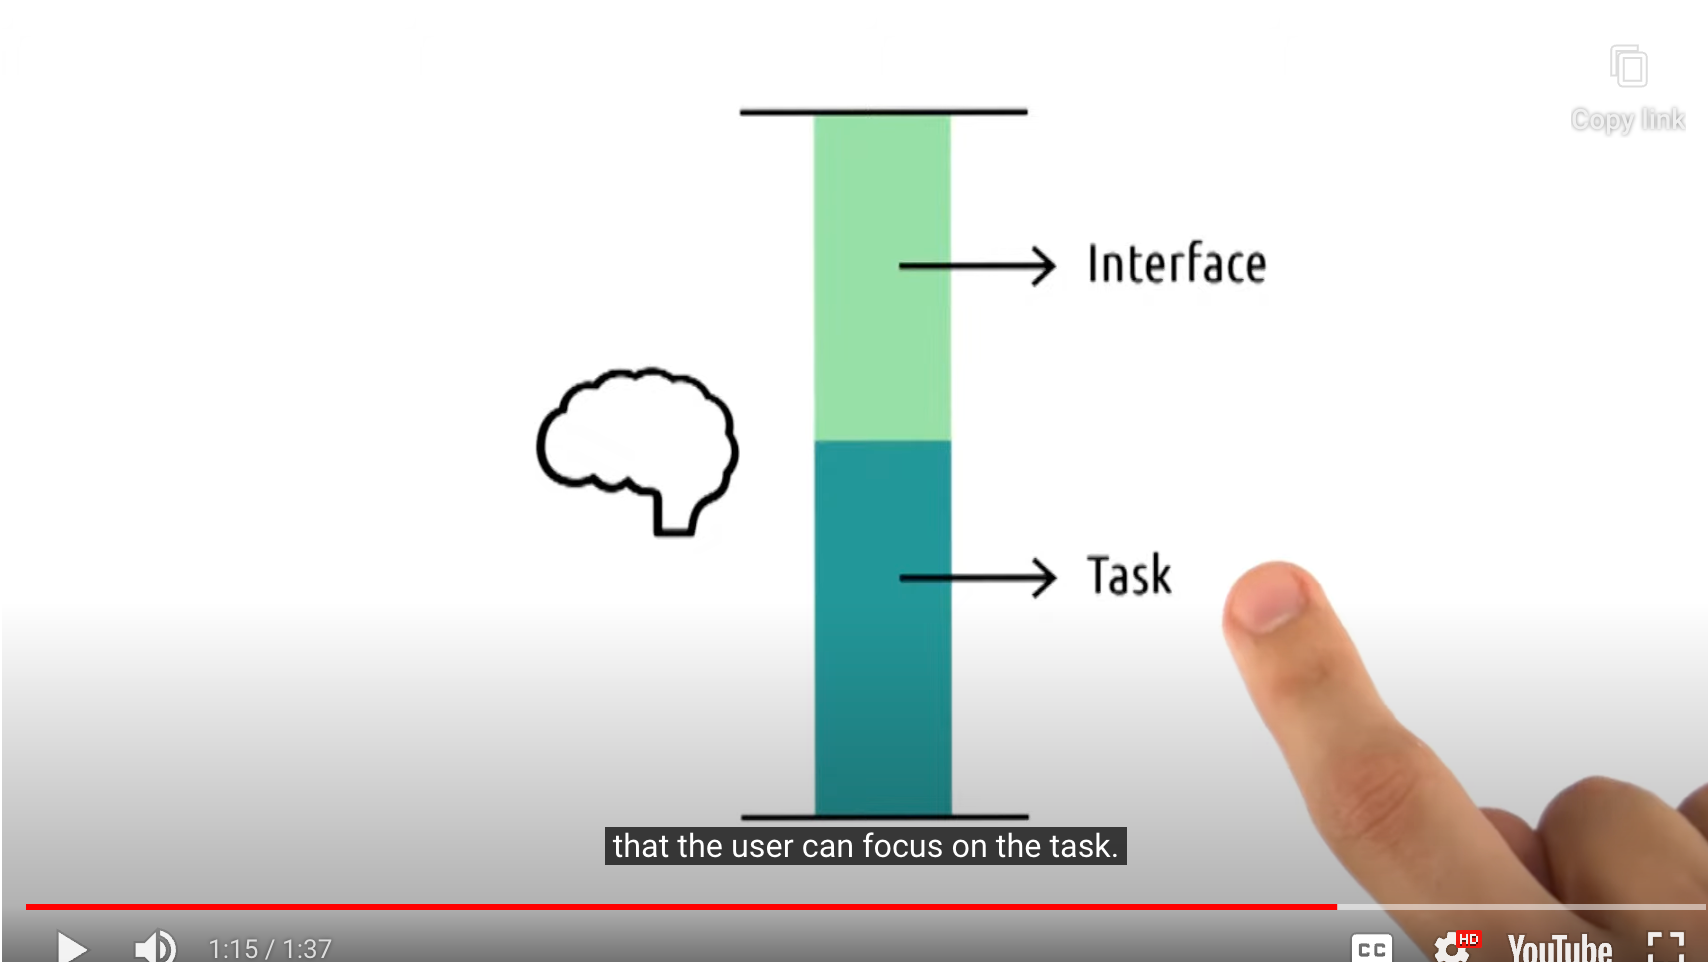 Copy link
Interface
Task
that the user can focus on the task.
1:15 / 1:37
CC
HD
YouTube